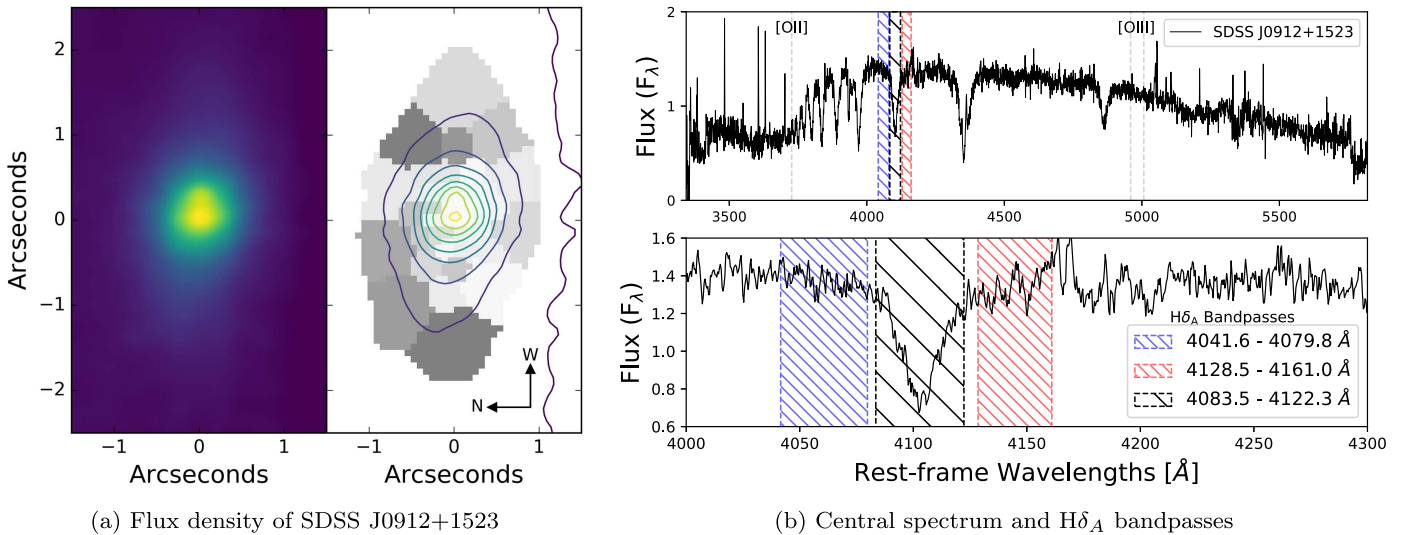 2
1
0
−1
−2
Arcseconds
−1 0 1
Arcseconds
−1 0 1
Arcseconds
W
N
(a) Flux density of SDSS J0912+1523
[OII]
[OIII]
SDSS J0912+1523
2
1
0
Flux (Fλ)
3500 4000 4500 5000 5500
1.6
1.4
1.2
1.0
0.8
0.6
Flux (Fλ)
HδA Bandpasses
4041.6 - 4079.8 Å
4128.5 - 4161.0 Å
4083.5 - 4122.3 Å
4000 4050 4100 4150 4200 4250 4300
Rest-frame Wavelengths [Å]
(b) Central spectrum and HδA bandpasses